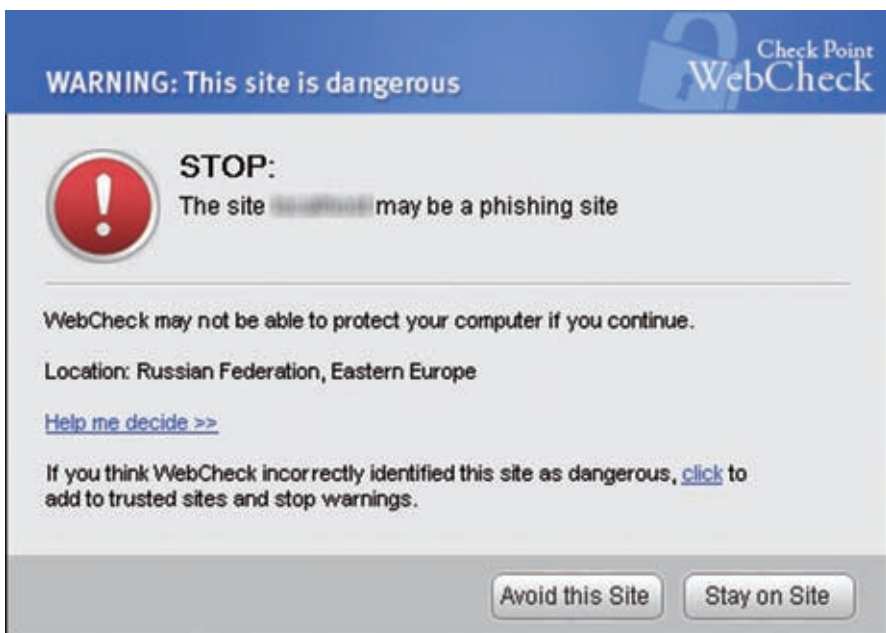 Check Point
WebCheck
WARNING: This site is dangerous
STOP:
The site may be a phishing site
WebCheck may not be able to protect your computer if you continue.
Location: Russian Federation, Eastern Europe
Help me decide >>
If you think WebCheck incorrectly identified this site as dangerous, click to
add to trusted sites and stop warnings.
Avoid this Site
Stay on Site